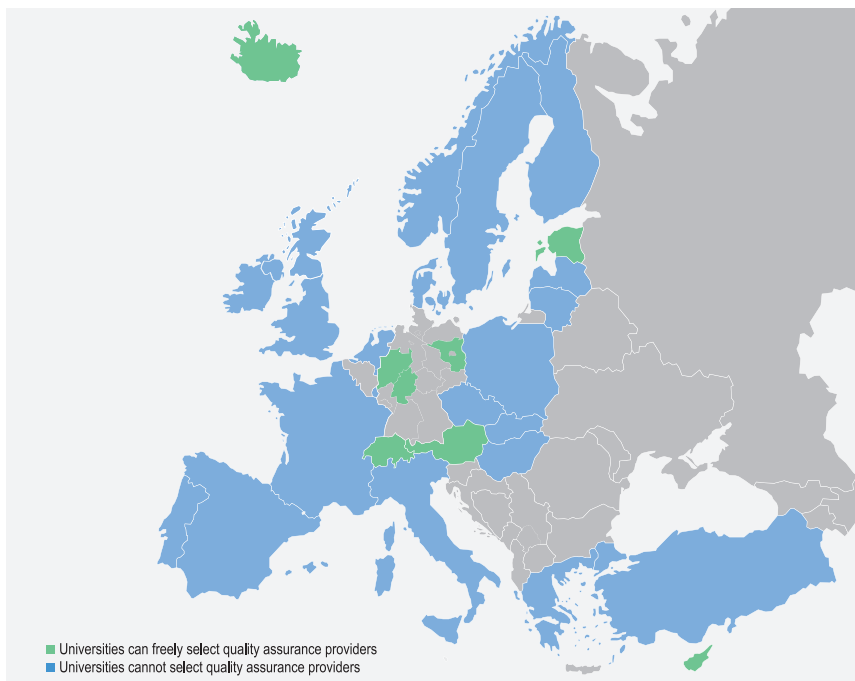 Universities can freely select quality assurance providers
Universities cannot select quality assurance providers